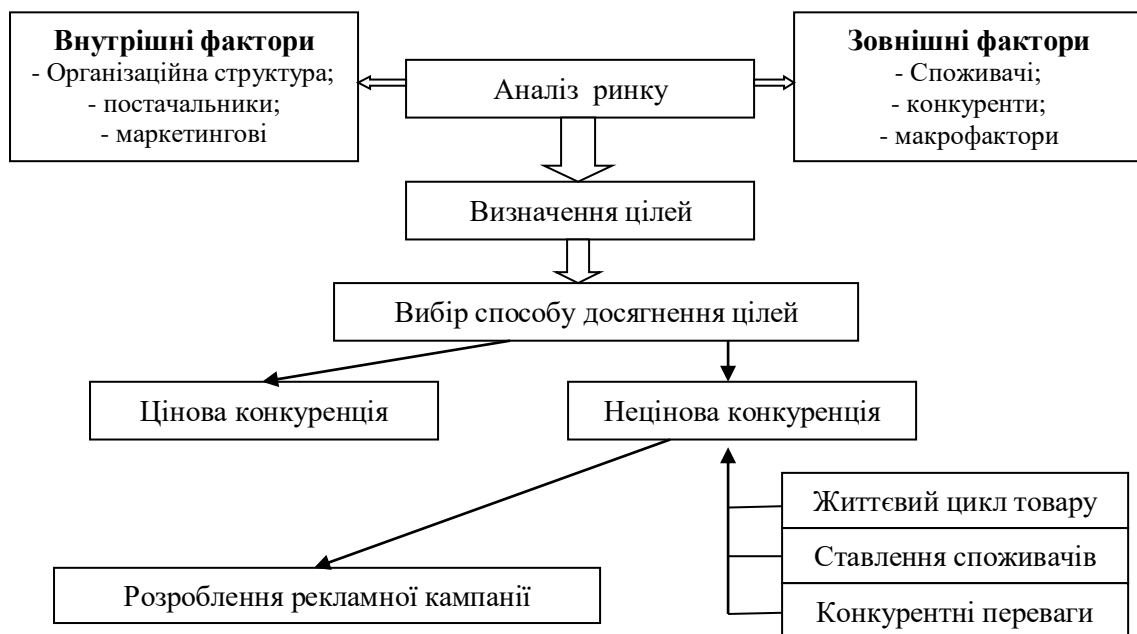 Внутрішні фактори
- Організаційна структура;
- постачальники;
- маркетингові
Аналіз ринку
Зовнішні фактори
- Споживачі;
- конкуренти;
- макрофактори
Визначення цілей
Вибір способу досягнення цілей
Цінова конкуренція
Нецінова конкуренція
Життєвий цикл товару
Ставлення споживачів
Конкурентні переваги
Розроблення рекламної кампанії